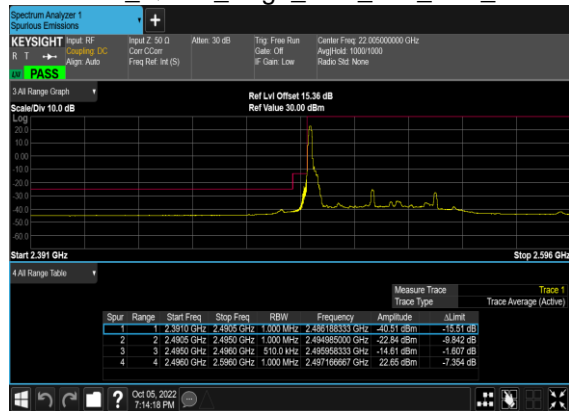 Spectrum Analyzer 1
Spurious Emissions
KEYSIGHT Input: RF Input Z: 50 Ω Atten: 30 dB Trig: Free Run Center Freq: 22.005000000 GHz
R T Coupling: DC Corr CCorr Gate: Off Avg|Hold: 1000/1000
Align: Auto Freq Ref: Int (S) IF Gain: Low Radio Std: None
PASS
3 All Range Graph
Ref Lvl Offset 15.36 dB
Scale/Div 10.0 dB Ref Value 30.00 dBm
Log
20.0
10.0
0.00
-10.0
-20.0
-30.0
-40.0
-50.0
-60.0
Start 2.391 GHz Stop 2.596 GHz
4 All Range Table
Measure Trace Trace 1
Trace Type Trace Average (Active)
Spur Range Start Freq Stop Freq RBW Frequency Amplitude ΔLimit
1 1 2.3910 GHz 2.4905 GHz 1.000 MHz 2.486188333 GHz -40.51 dBm -15.51 dB
2 2 2.4905 GHz 2.4950 GHz 1.000 MHz 2.494985000 GHz -22.84 dBm -9.842 dB
3 3 2.4950 GHz 2.4960 GHz 510.0 kHz 2.495958333 GHz -14.61 dBm -1.607 dB
4 4 2.4960 GHz 2.5960 GHz 1.000 MHz 2.497166667 GHz 22.65 dBm -7.354 dB
Oct 05, 2022
7:14:18 PM